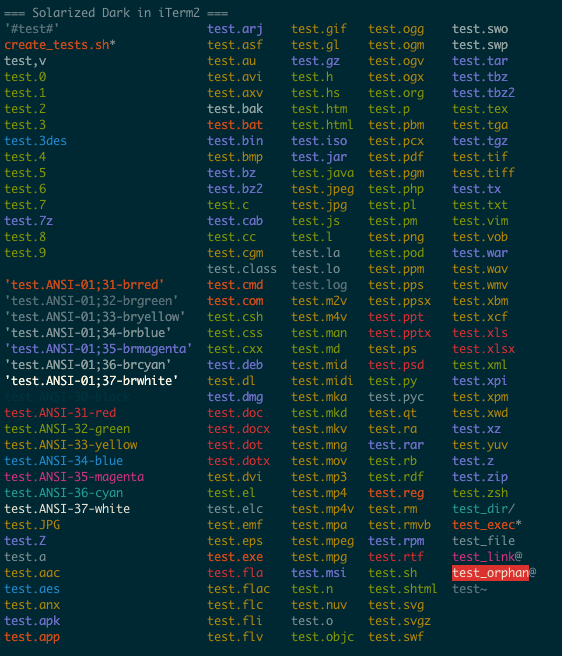 === Solarized Dark in iTerm2 ===
'#test#' test.arj test.gif test.ogg test.swo
create_tests.sh* test.asf test.gl test.ogm test.swp
test,v test.au test.gz test.ogv test.tar
test.0 test.avi test.h test.ogx test.tbz
test.1 test.axv test.hs test.org test.tbz2
test.2 test.bak test.htm test.p test.tex
test.3 test.bat test.html test.pbm test.tga
test.3des test.bin test.iso test.pcx test.tgz
test.4 test.bmp test.jar test.pdf test.tif
test.5 test.bz test.java test.pgm test.tiff
test.6 test.bz2 test.jpeg test.php test.tx
test.7 test.c test.jpg test.pl test.txt
test.7z test.cab test.js test.pm test.vim
test.8 test.cc test.l test.png test.vob
test.9 test.cgm test.la test.pod test.war
test.class test.lo test.ppm test.wav
'test.ANSI-01;31-brred' test.cmd test.log test.pps test.wmv
'test.ANSI-01;32-brgreen' test.com test.m2v test.ppsx test.xbm
'test.ANSI-01;33-bryellow' test.csh test.m4v test.ppt test.xcf
'test.ANSI-01;34-brblue' test.css test.man test.pptx test.xls
'test.ANSI-01;35-brmagenta' test.cxx test.md test.ps test.xlsx
'test.ANSI-01;36-brcyan' test.deb test.mid test.psd test.xml
'test.ANSI-01;37-brwhite' test.dl test.midi test.py test.xpi
test.ANSI-30-black test.dmg test.mka test.pyc test.xpm
test.ANSI-31-red test.doc test.mkd test.qt test.xwd
test.ANSI-32-green test.docx test.mkv test.ra test.xz
test.ANSI-33-yellow test.dot test.mng test.rar test.yuv
test.ANSI-34-blue test.dotx test.mov test.rb test.z
test.ANSI-35-magenta test.dvi test.mp3 test.rdf test.zip
test.ANSI-36-cyan test.el test.mp4 test.reg test.zsh
test.ANSI-37-white test.elc test.mp4v test.rm test_dir/
test.JPG test.emf test.mpa test.rmvb test_exec*
test.Z test.eps test.mpeg test.rpm test_file
test.a test.exe test.mpg test.rtf test_link@
test.aac test.fla test.msi test.sh test_orphan@
test.aes test.flac test.n test.shtml test~
test.anx test.flc test.nuv test.svg
test.apk test.fli test.o test.svgz
test.app test.flv test.objc test.swf